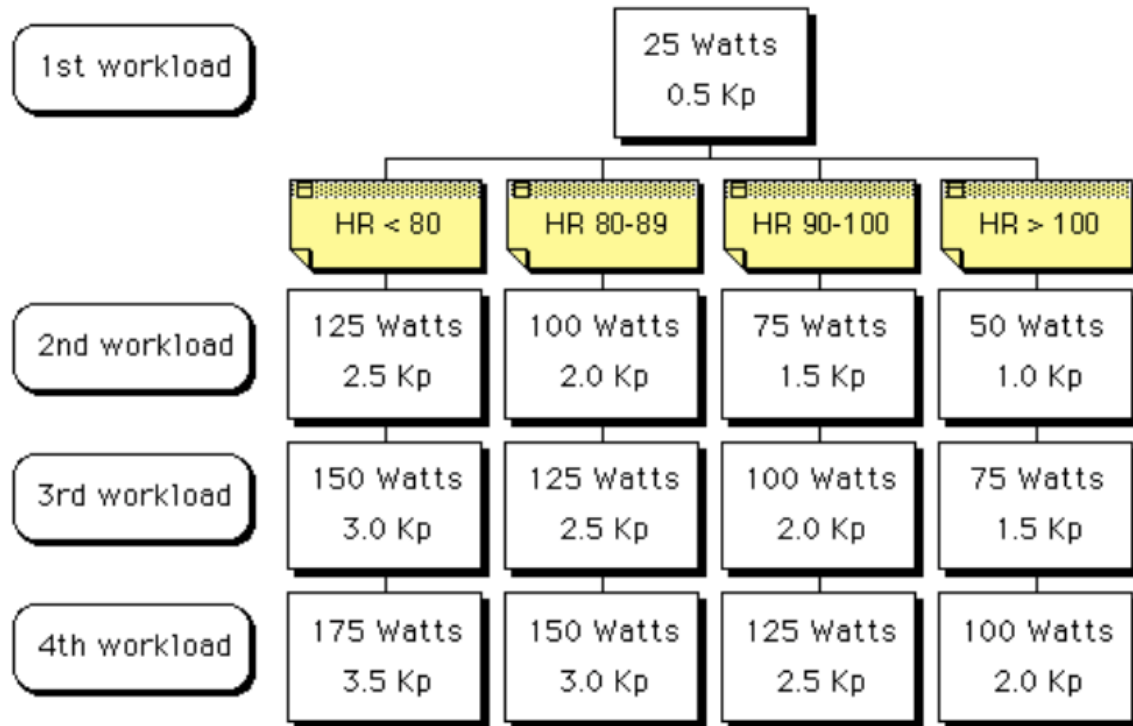 1st workload
25 Watts
0.5 Kp
HR < 80
HR 80-89
HR 90-100
HR > 100
2nd workload
125 Watts
2.5 Kp
100 Watts
2.0 Kp
75 Watts
1.5 Kp
50 Watts
1.0 Kp
3rd workload
150 Watts
3.0 Kp
125 Watts
2.5 Kp
100 Watts
2.0 Kp
75 Watts
1.5 Kp
4th workload
175 Watts
3.5 Kp
150 Watts
3.0 Kp
125 Watts
2.5 Kp
100 Watts
2.0 Kp